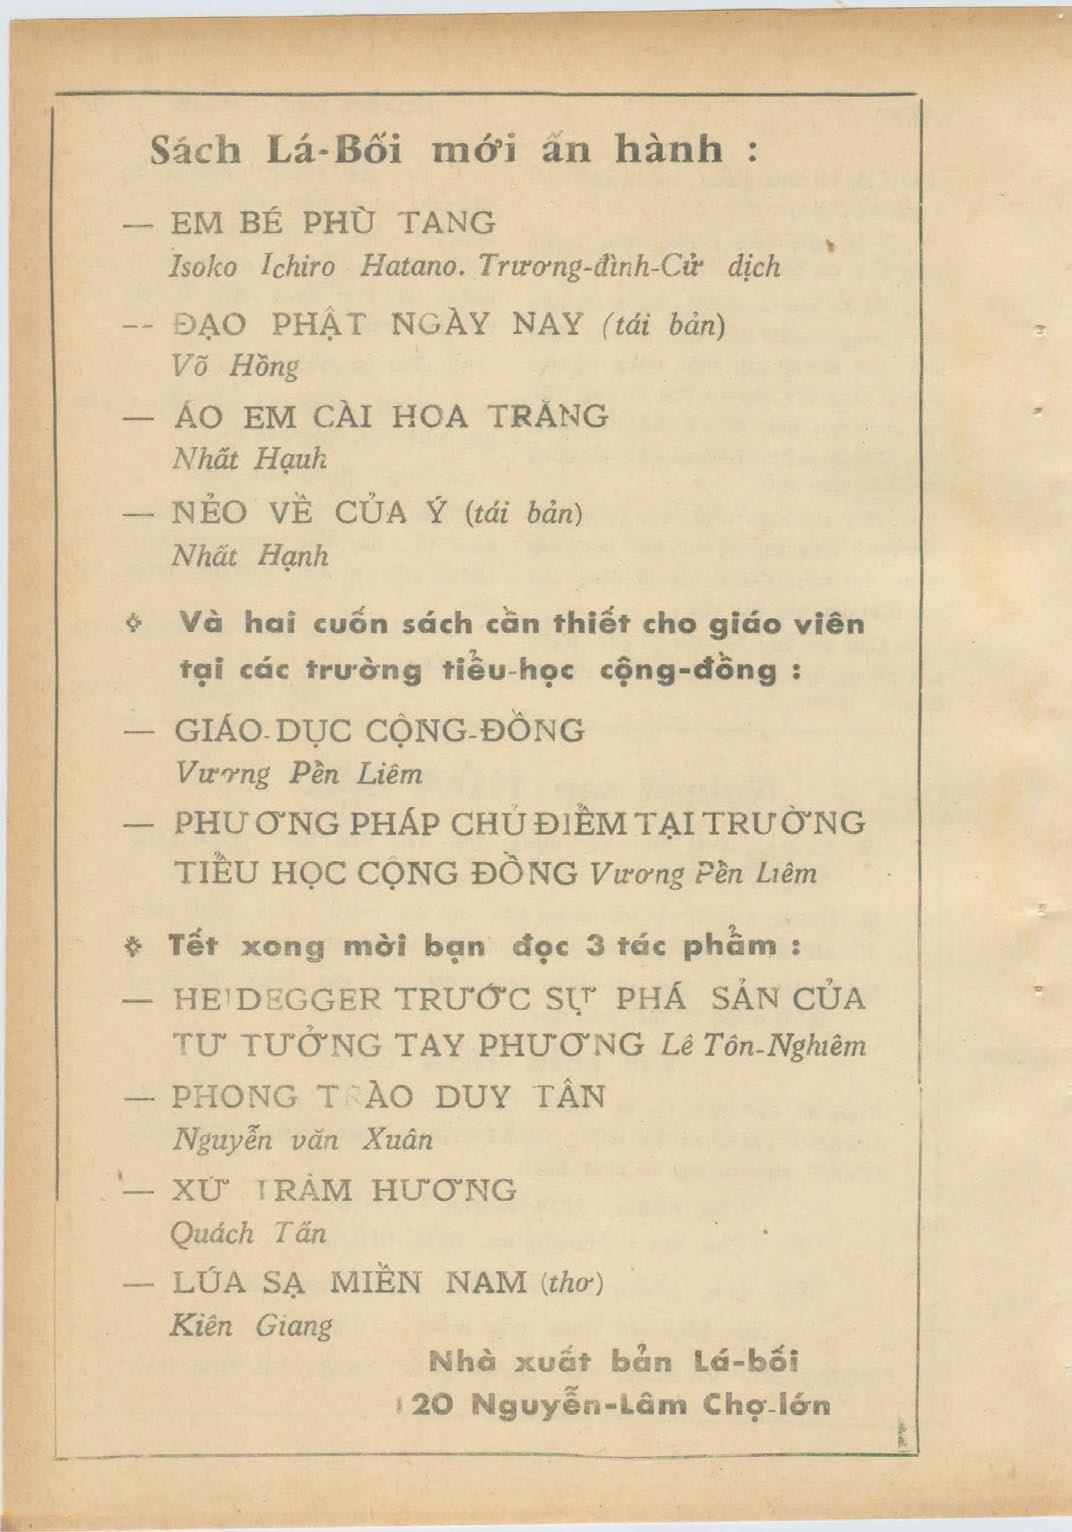 Sách Lá-Bối mới ấn hành :
— EM BÉ PHÙ TANG
Isoko Ichiro Hatano. Trương-đình-Cử dịch
— ĐẠO PHẬT NGÀY NAY (tái bản)
Võ Hồng
— ÁO EM CÀI HOA TRẮNG
Nhất Hạuh
— NẺO VỀ CỦA Ý (tái bản)
Nhất Hạnh
Và hai cuốn sách cần thiết cho giáo viên
tại các trường tiểu-học cộng-đồng :
— GIÁO-DỤC CỘNG-ĐỒNG
Vương Pền Liêm
— PHƯƠNG PHÁP CHỦ ĐIỂM TẠI TRƯỜNG
TIỂU HỌC CỘNG ĐỒNG Vương Pền Liêm
Tết xong mời bạn đọc 3 tác phẩm :
— HEIDEGGER TRƯỚC SỰ PHÁ SẢN CỦA
TƯ TƯỞNG TAY PHƯƠNG Lê Tôn-Nghiêm
— PHONG TRÀO DUY TÂN
Nguyễn văn Xuân
— XỨ TRẦM HƯƠNG
Quách Tấn
— LÚA SẠ MIỀN NAM (thơ)
Kiên Giang
Nhà xuất bản Lá-bối
120 Nguyễn-Lâm Chợ-lớn